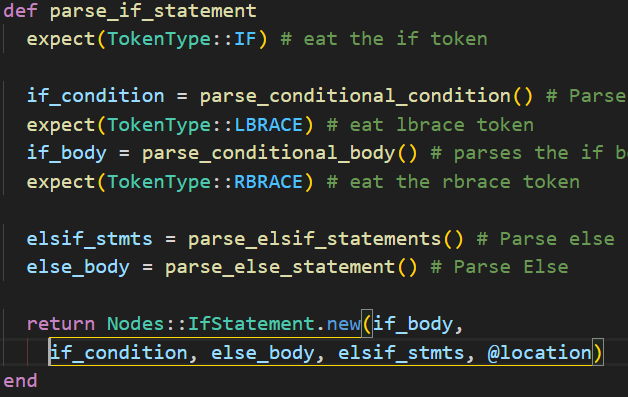 def parse_if_statement
expect(TokenType::IF) # eat the if token
if_condition = parse_conditional_condition() # Parse
expect(TokenType::LBRACE) # eat lbrace token
if_body = parse_conditional_body() # parses the if
expect(TokenType::RBRACE) # eat the rbrace token
elsif_stmts = parse_elsif_statements() # Parse else
else_body = parse_else_statement() # Parse Else
return Nodes::IfStatement.new(if_body,
if_condition, else_body, elsif_stmts, @location)
end